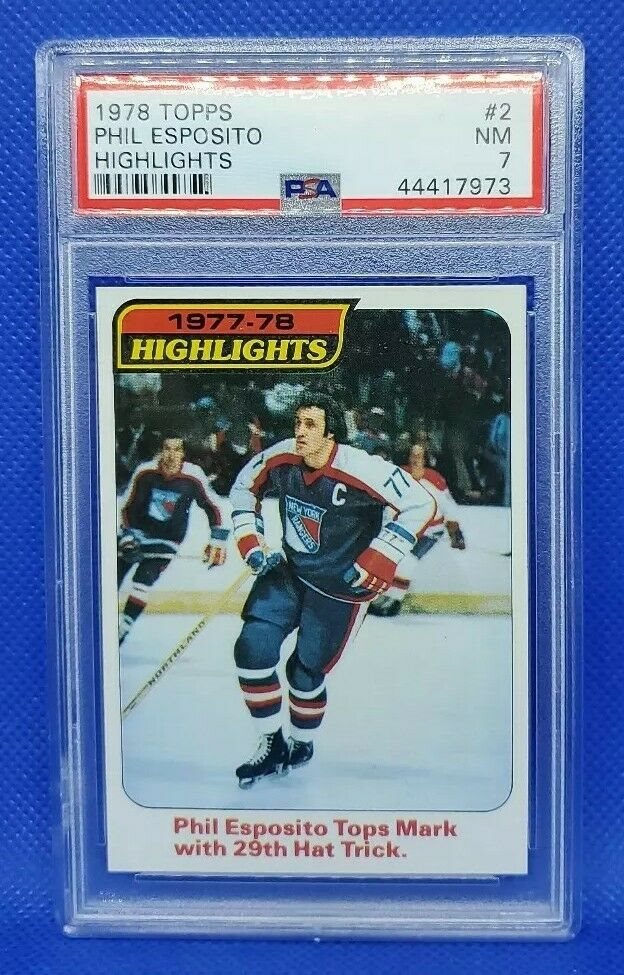 1978 TOPPS #2
PHIL ESPOSITO NM
HIGHLIGHTS 7
PSA 44417973
1977-78
HIGHLIGHTS
C
77
NEW YORK
RANGERS
NORTHLAND
Phil Esposito Tops Mark
with 29th Hat Trick.